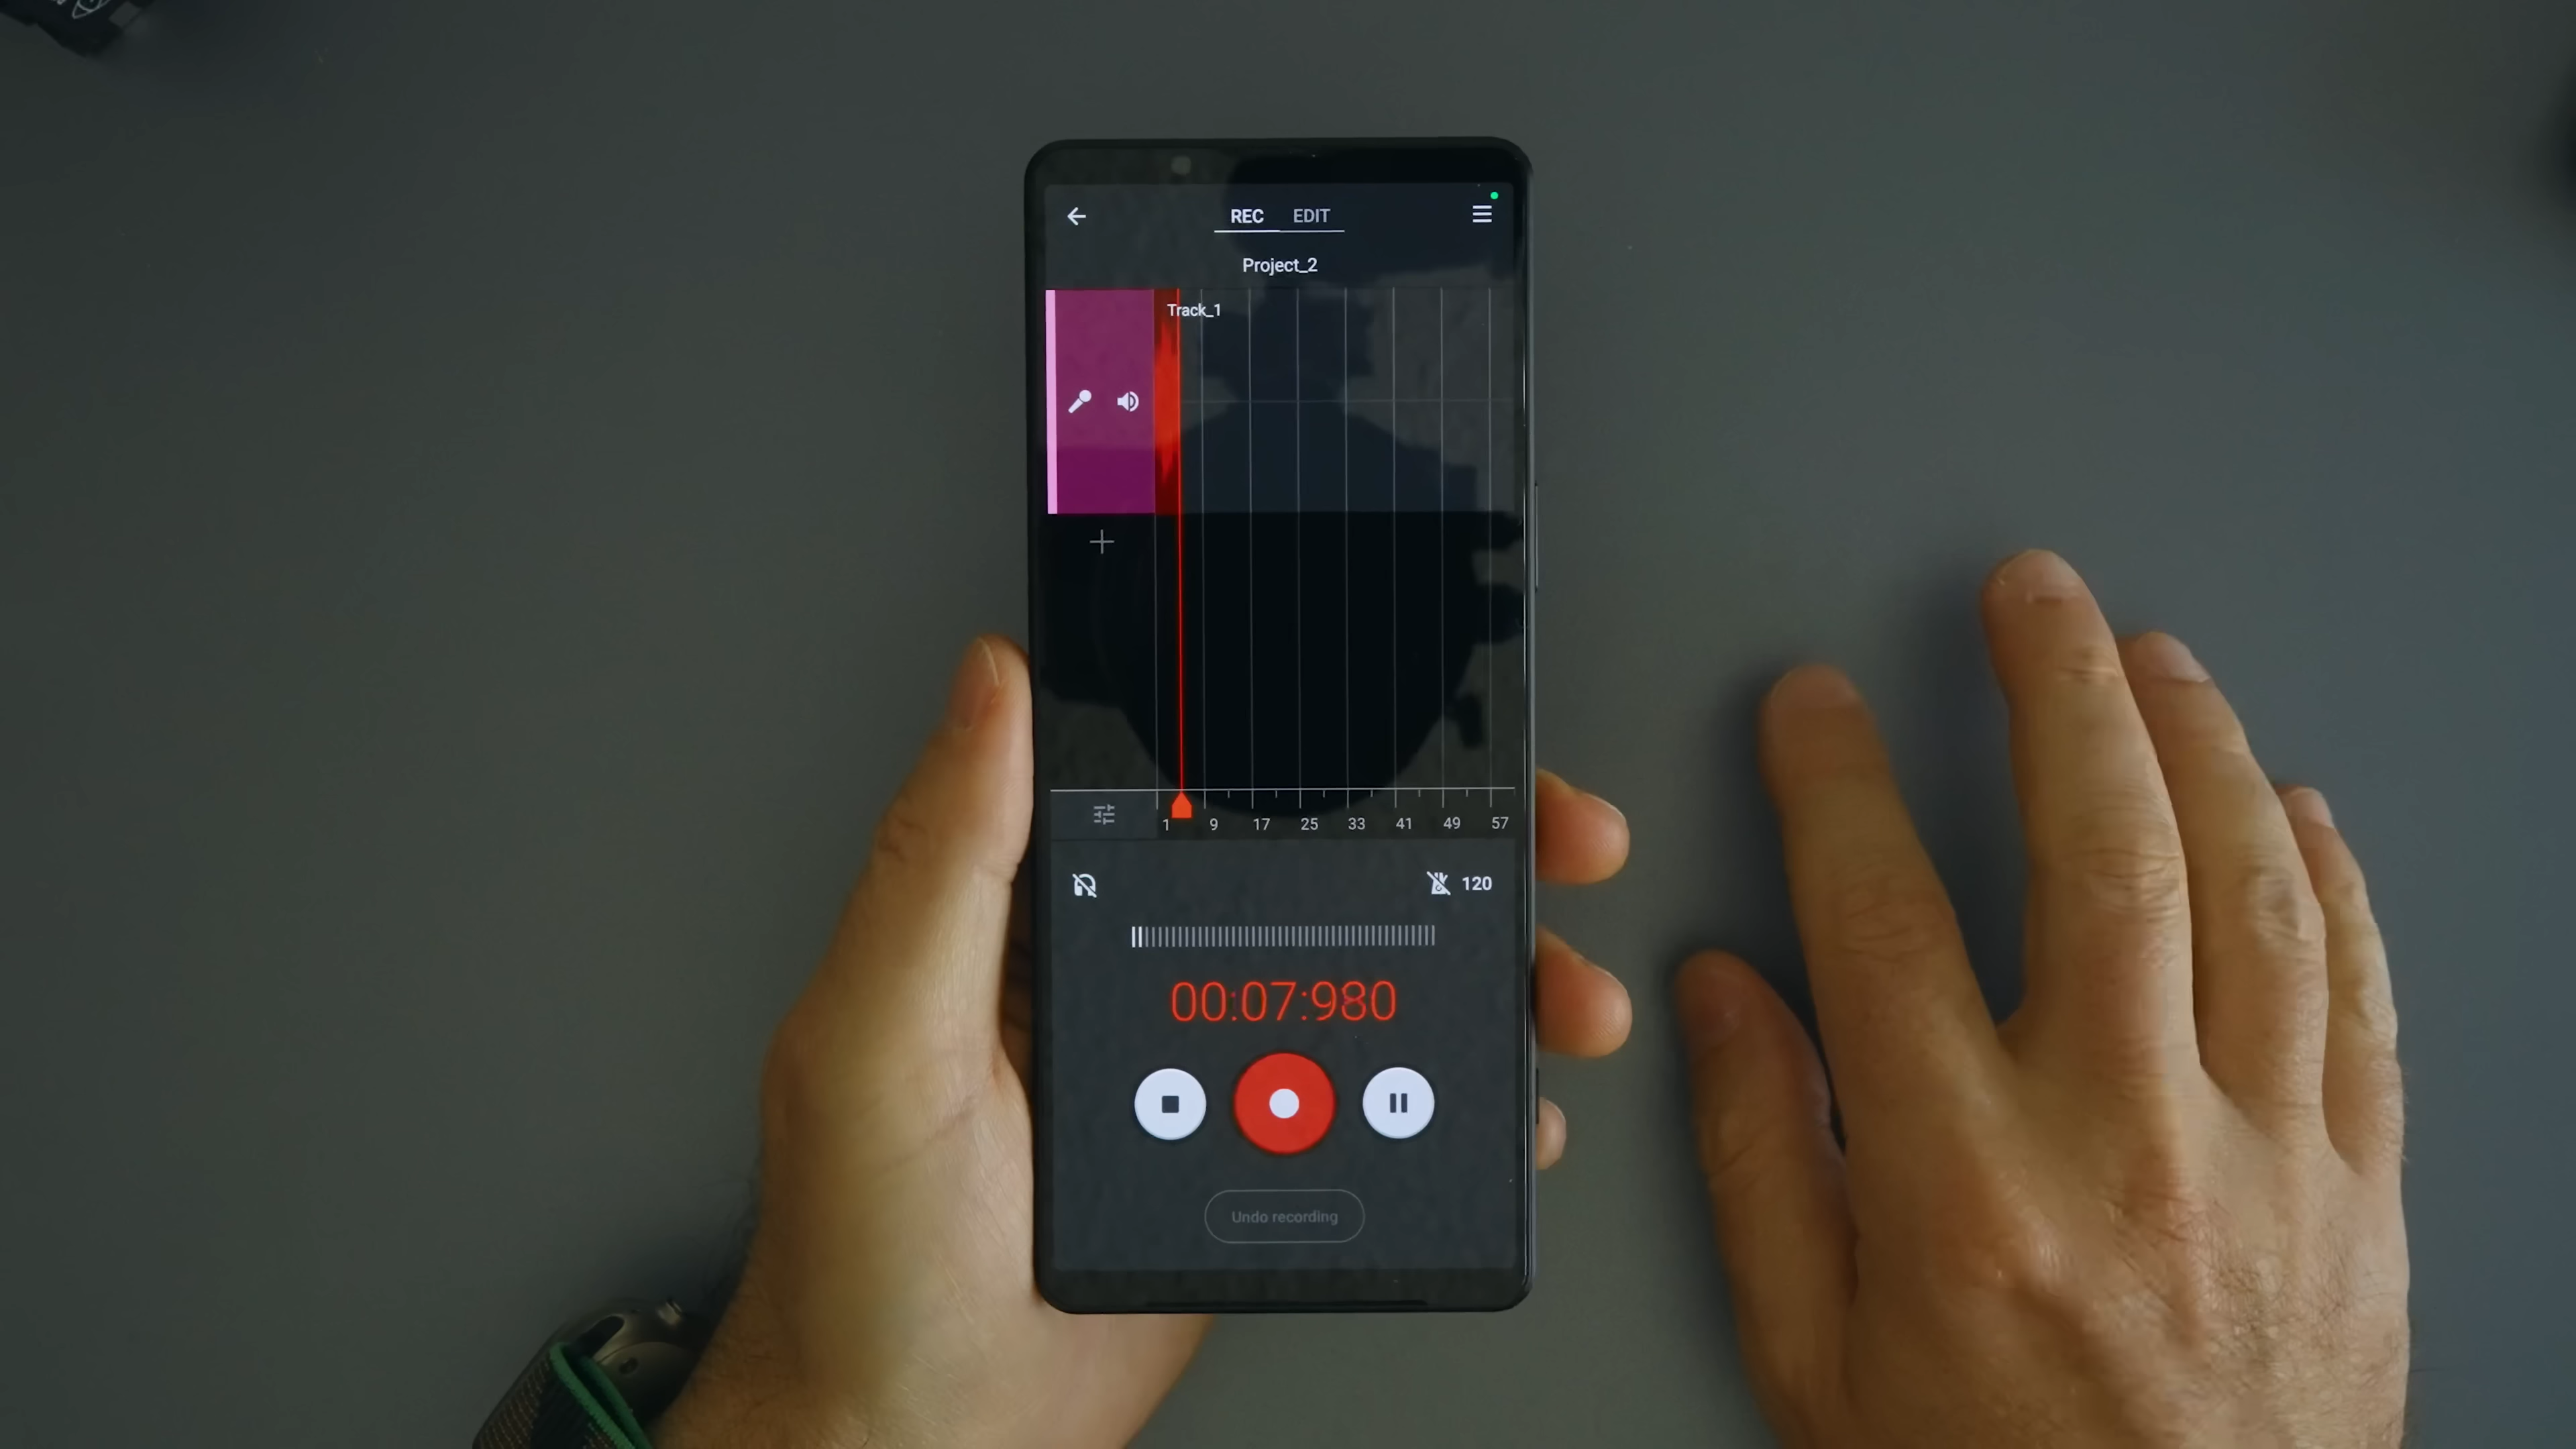 REC EDIT
Project_2
Track_1
1 9 17 25 33 41 49 57
120
00:07:980
Undo recording